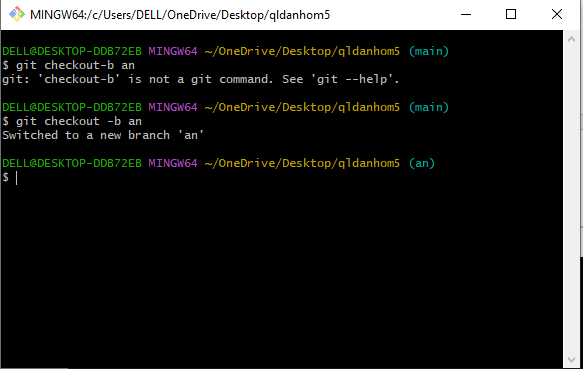 MINGW64:/c/Users/DELL/OneDrive/Desktop/qldanhom5
DELL@DESKTOP-DDB72EB MINGW64 ~/OneDrive/Desktop/qldanhom5 (main)
$ git checkout-b an
git: 'checkout-b' is not a git command. See 'git --help'.
DELL@DESKTOP-DDB72EB MINGW64 ~/OneDrive/Desktop/qldanhom5 (main)
$ git checkout -b an
Switched to a new branch 'an'
DELL@DESKTOP-DDB72EB MINGW64 ~/OneDrive/Desktop/qldanhom5 (an)
$